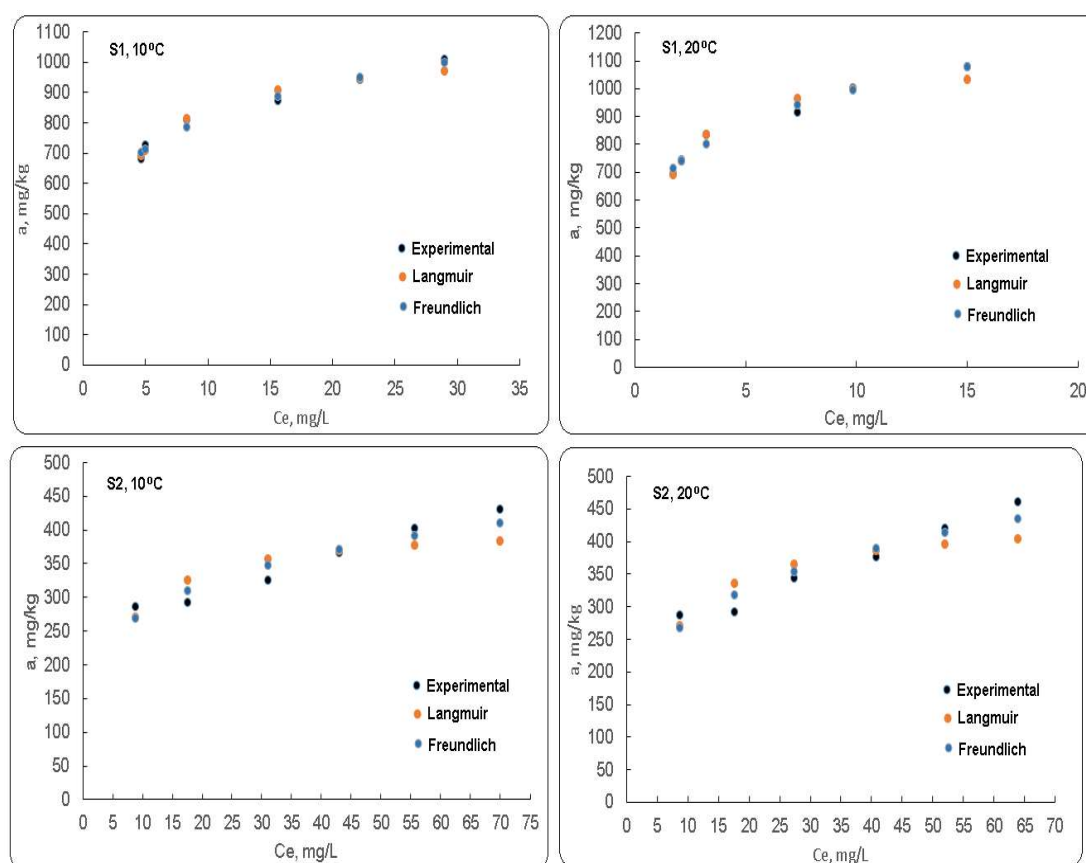 S1, 10⁰C
1100
1000
900
800
700
600
500
400
300
200
100
0
a, mg/kg
Experimental
Langmuir
Freundlich
0 5 10 15 20 25 30 35
Ce, mg/L
S1, 20⁰C
1200
1100
1000
900
800
700
600
500
400
300
200
100
0
a, mg/kg
Experimental
Langmuir
Freundlich
0 5 10 15 20
Ce, mg/L
S2, 10⁰C
500
450
400
350
300
250
200
150
100
50
0
a, mg/kg
Experimental
Langmuir
Freundlich
0 5 10 15 20 25 30 35 40 45 50 55 60 65 70 75
Ce, mg/L
S2, 20⁰C
500
450
400
350
300
250
200
150
100
50
0
a, mg/kg
Experimental
Langmuir
Freundlich
0 5 10 15 20 25 30 35 40 45 50 55 60 65 70
Ce, mg/L